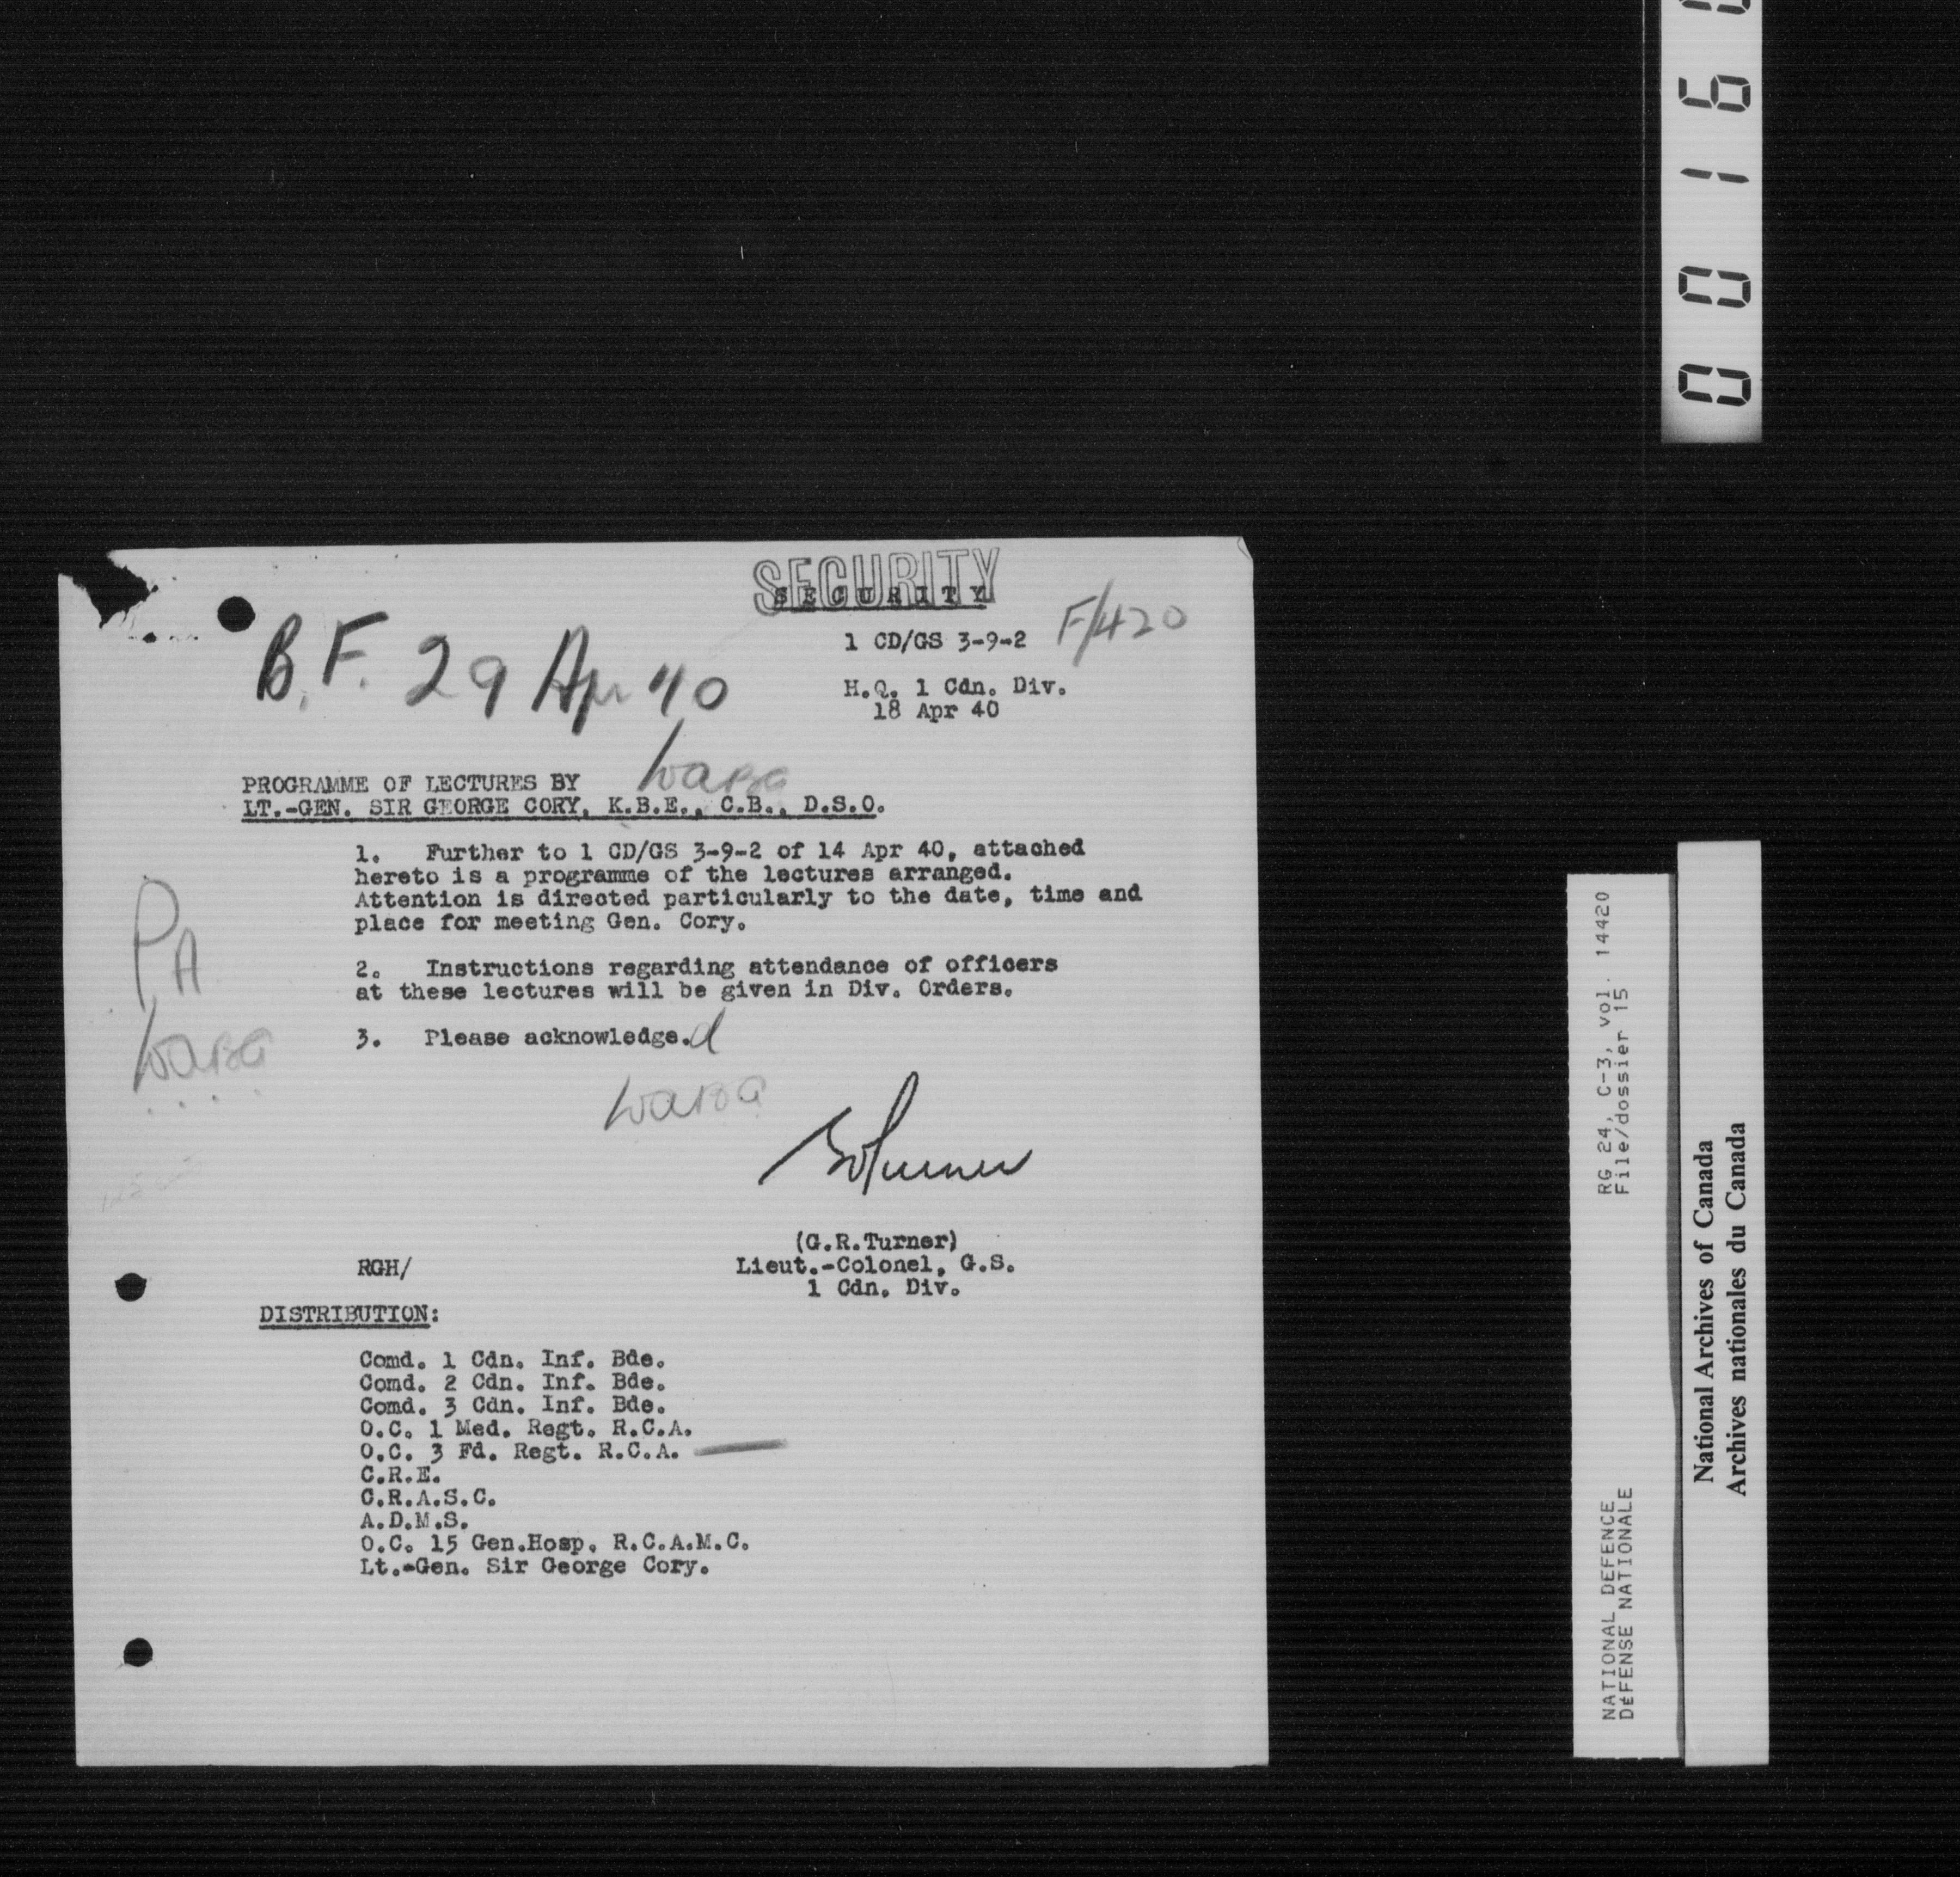 SECURITY
SECURITY
1 CD/GS 3-9-2 F/420
B.F. 29 Apr 40
H.Q. 1 Cdn. Div.
18 Apr 40
PROGRAMME OF LECTURES BY
LT.-GEN. SIR GEORGE CORY, K.B.E., C.B., D.S.O.
1. Further to 1 CD/GS 3-9-2 of 14 Apr 40, attached
hereto is a programme of the lectures arranged.
Attention is directed particularly to the date, time and
place for meeting Gen. Cory.
2. Instructions regarding attendance of officers
at these lectures will be given in Div. Orders.
3. Please acknowledge.d
PA
(G.R.Turner)
Lieut.-Colonel, G.S.
1 Cdn. Div.
RGH/
DISTRIBUTION:
Comd. 1 Cdn. Inf. Bde.
Comd. 2 Cdn. Inf. Bde.
Comd. 3 Cdn. Inf. Bde.
O.C. 1 Med. Regt. R.C.A.
O.C. 3 Fd. Regt. R.C.A.
C.R.E.
C.R.A.S.C.
A.D.M.S.
O.C. 15 Gen.Hosp. R.C.A.M.C.
Lt.-Gen. Sir George Cory.
0016
RG 24, C-3, vol. 14420
File/dossier 15
NATIONAL DEFENCE
DéFENSE NATIONALE
National Archives of Canada
Archives nationales du Canada